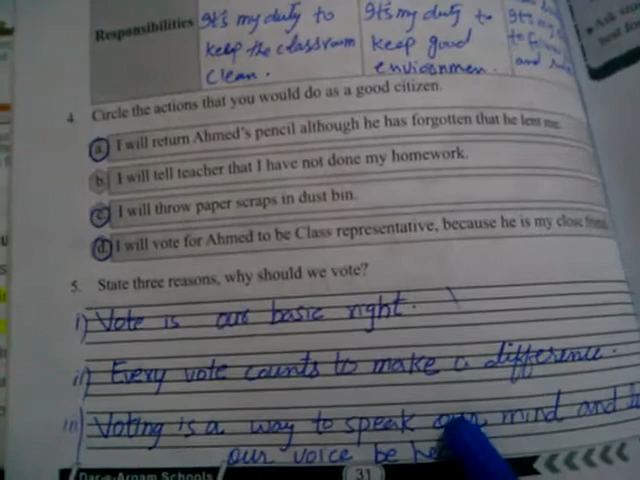 Responsibilities
It's my duty to It's my duty to
keep the classroom keep good
clean. environmen.
and
4. Circle the actions that you would do as a good citizen.
a. I will return Ahmed's pencil although he has forgotten that he lent me.
b. I will tell teacher that I have not done my homework.
c. I will throw paper scraps in dust bin.
d. I will vote for Ahmed to be Class representative, because he is my close friend.
5. State three reasons, why should we vote?
i) Vote is our basic right.
ii) Every vote counts to make a difference.
iii) Voting is a way to speak our mind and
our voice be
Dar-e-Arqam Schools
31